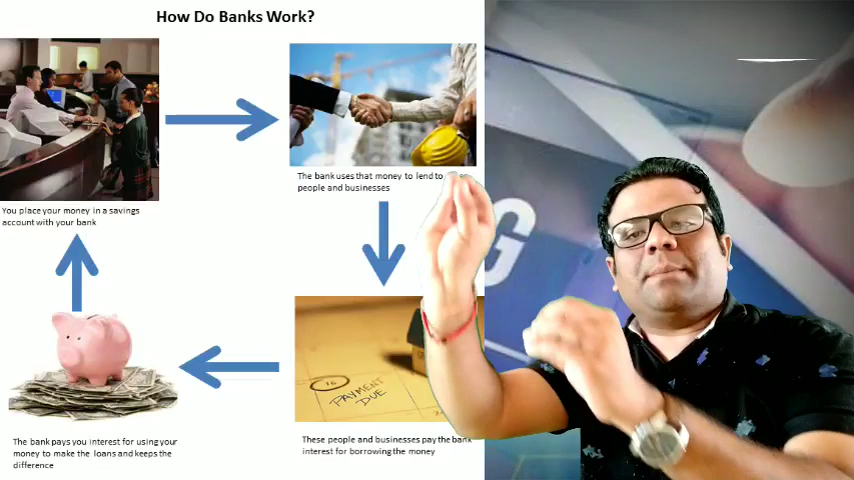 How Do Banks Work?
You place your money in a savings
account with your bank
The bank uses that money to lend to
people and businesses
G
16
PAYMENT
DUE
The bank pays you interest for using your
money to make the loans and keeps the
difference
These people and businesses pay the bank
interest for borrowing the money